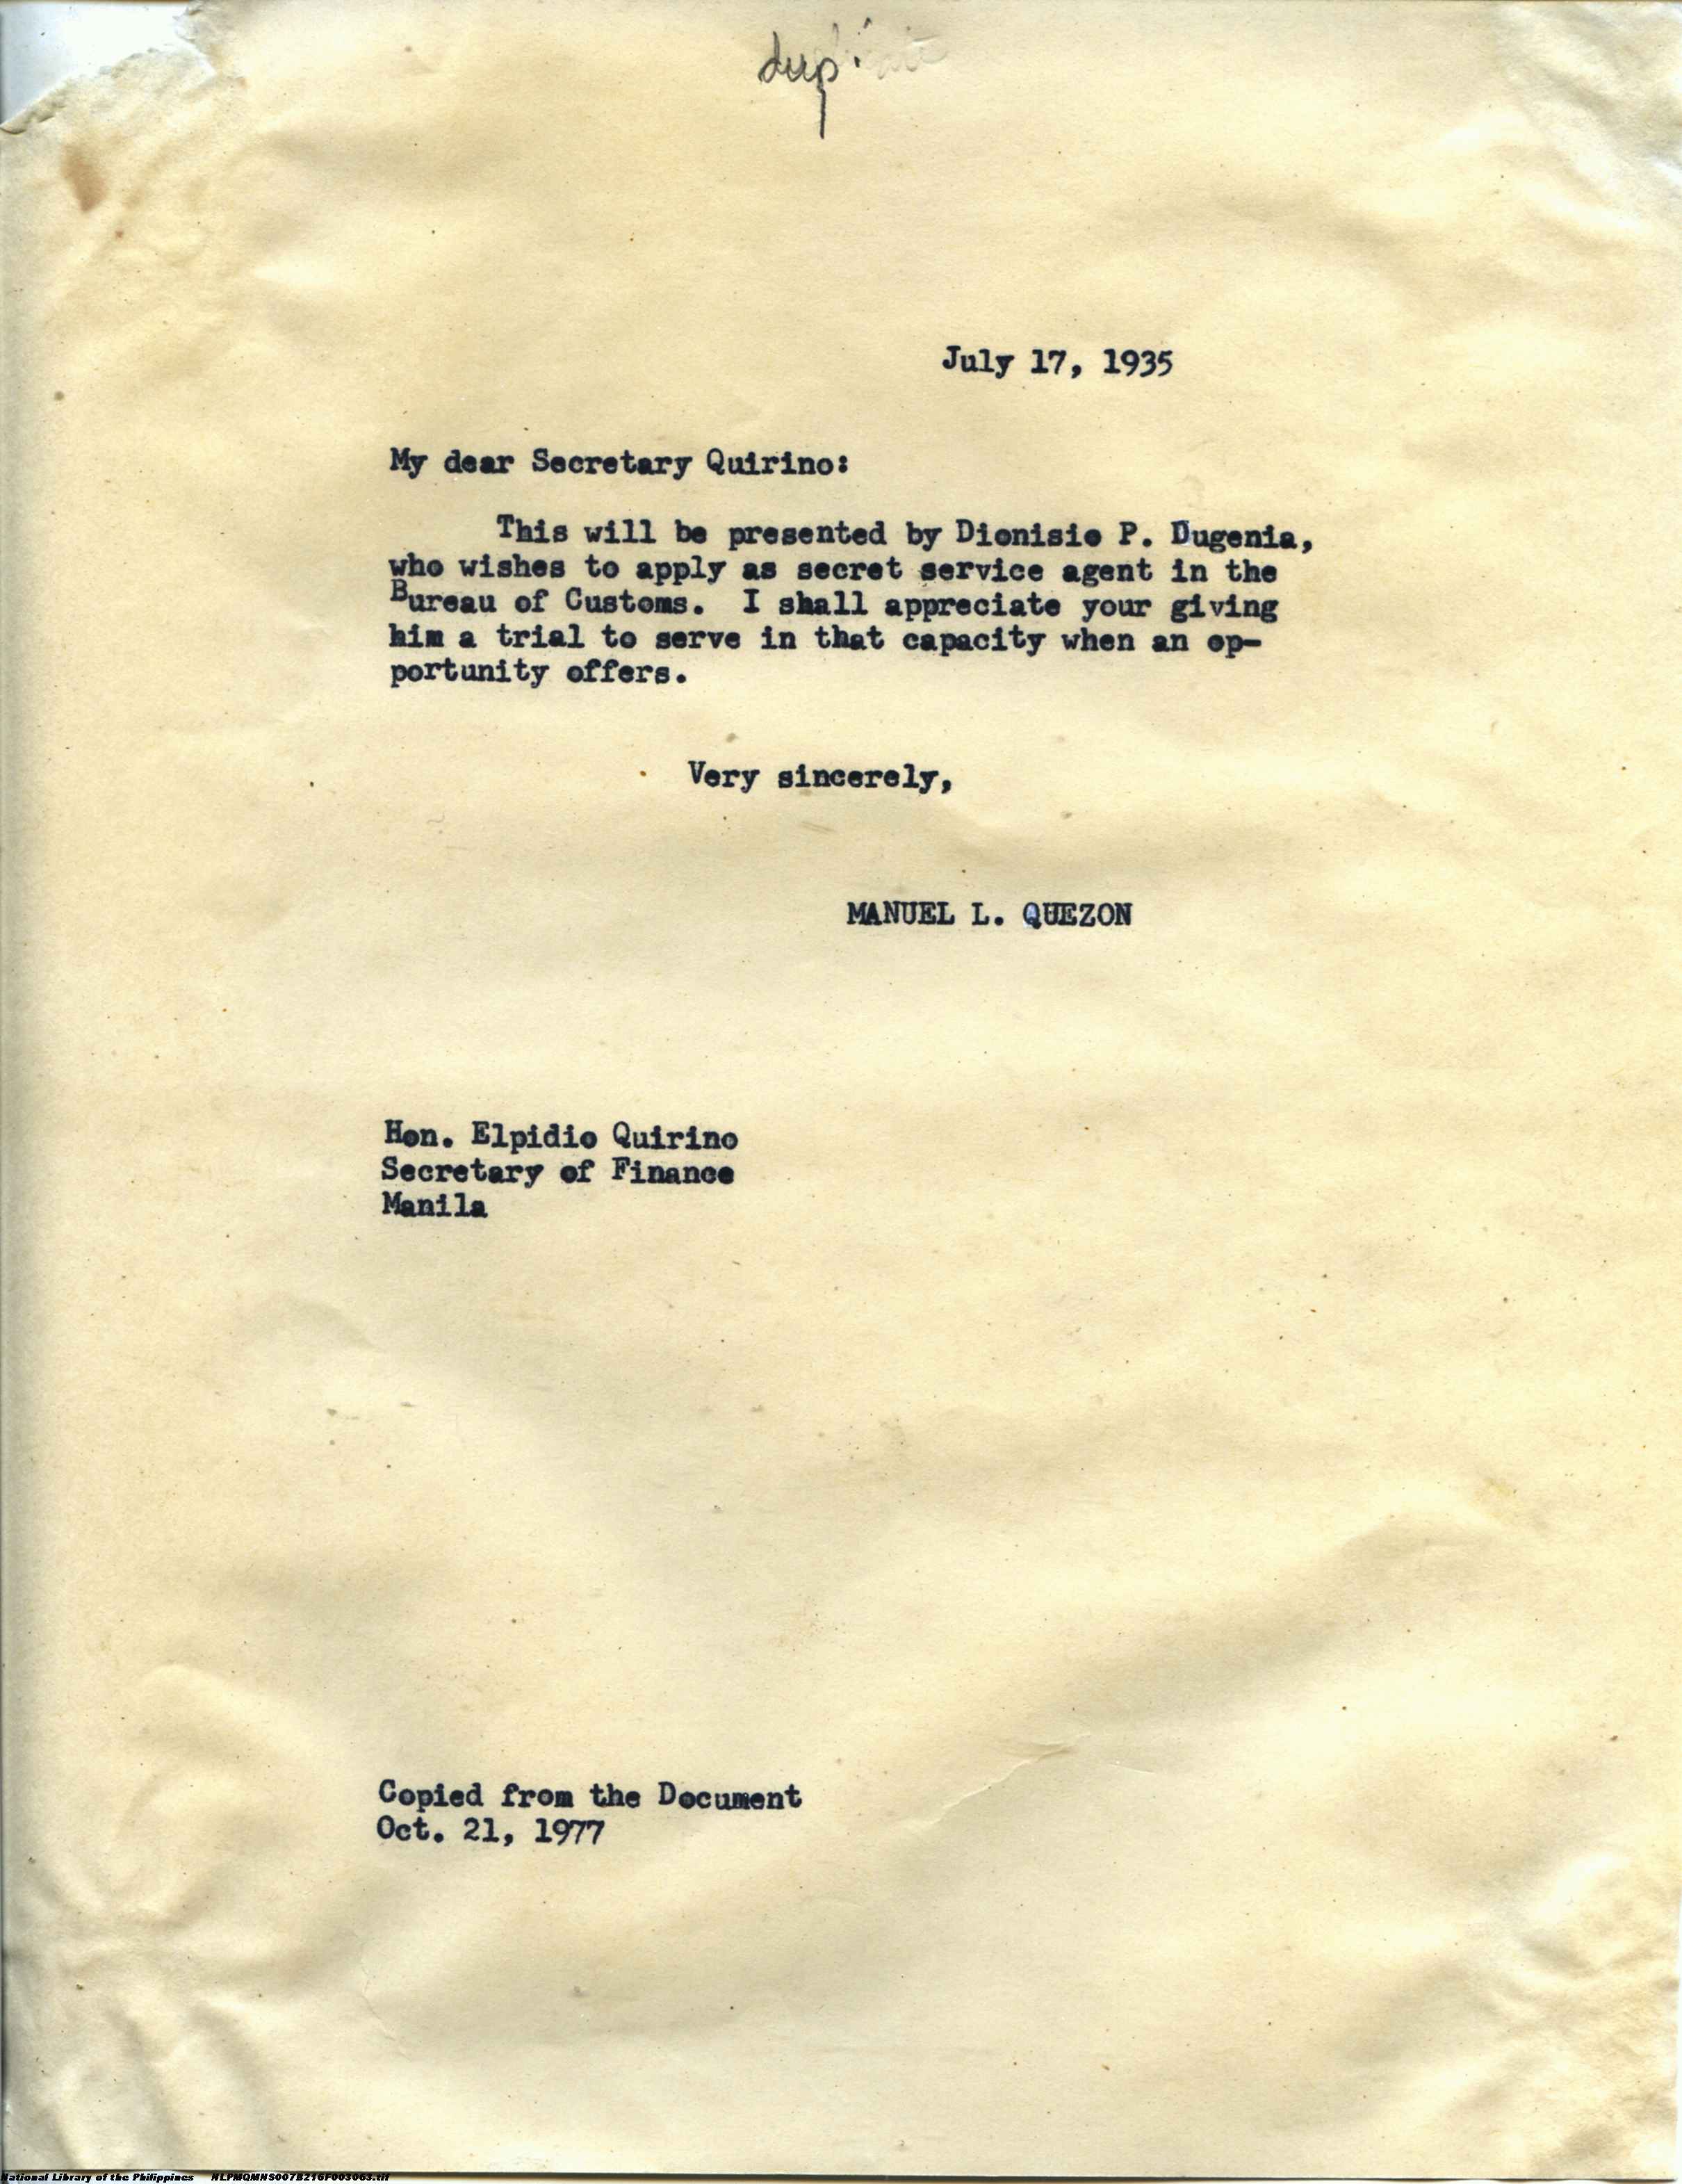 dup
July 17, 1935
My dear Secretary Quirino:
This will be presented by Dionisio P. Dugenia,
who wishes to apply as secret service agent in the
Bureau of Customs. I shall appreciate your giving
him a trial to serve in that capacity when an op-
portunity offers.
Very sincerely,
MANUEL L. QUEZON
Hon. Elpidio Quirino
Secretary of Finance
Manila
Copied from the Document
Oct. 21, 1977
National Library of the Philippines NLPMQMNS007B216F003063.tif